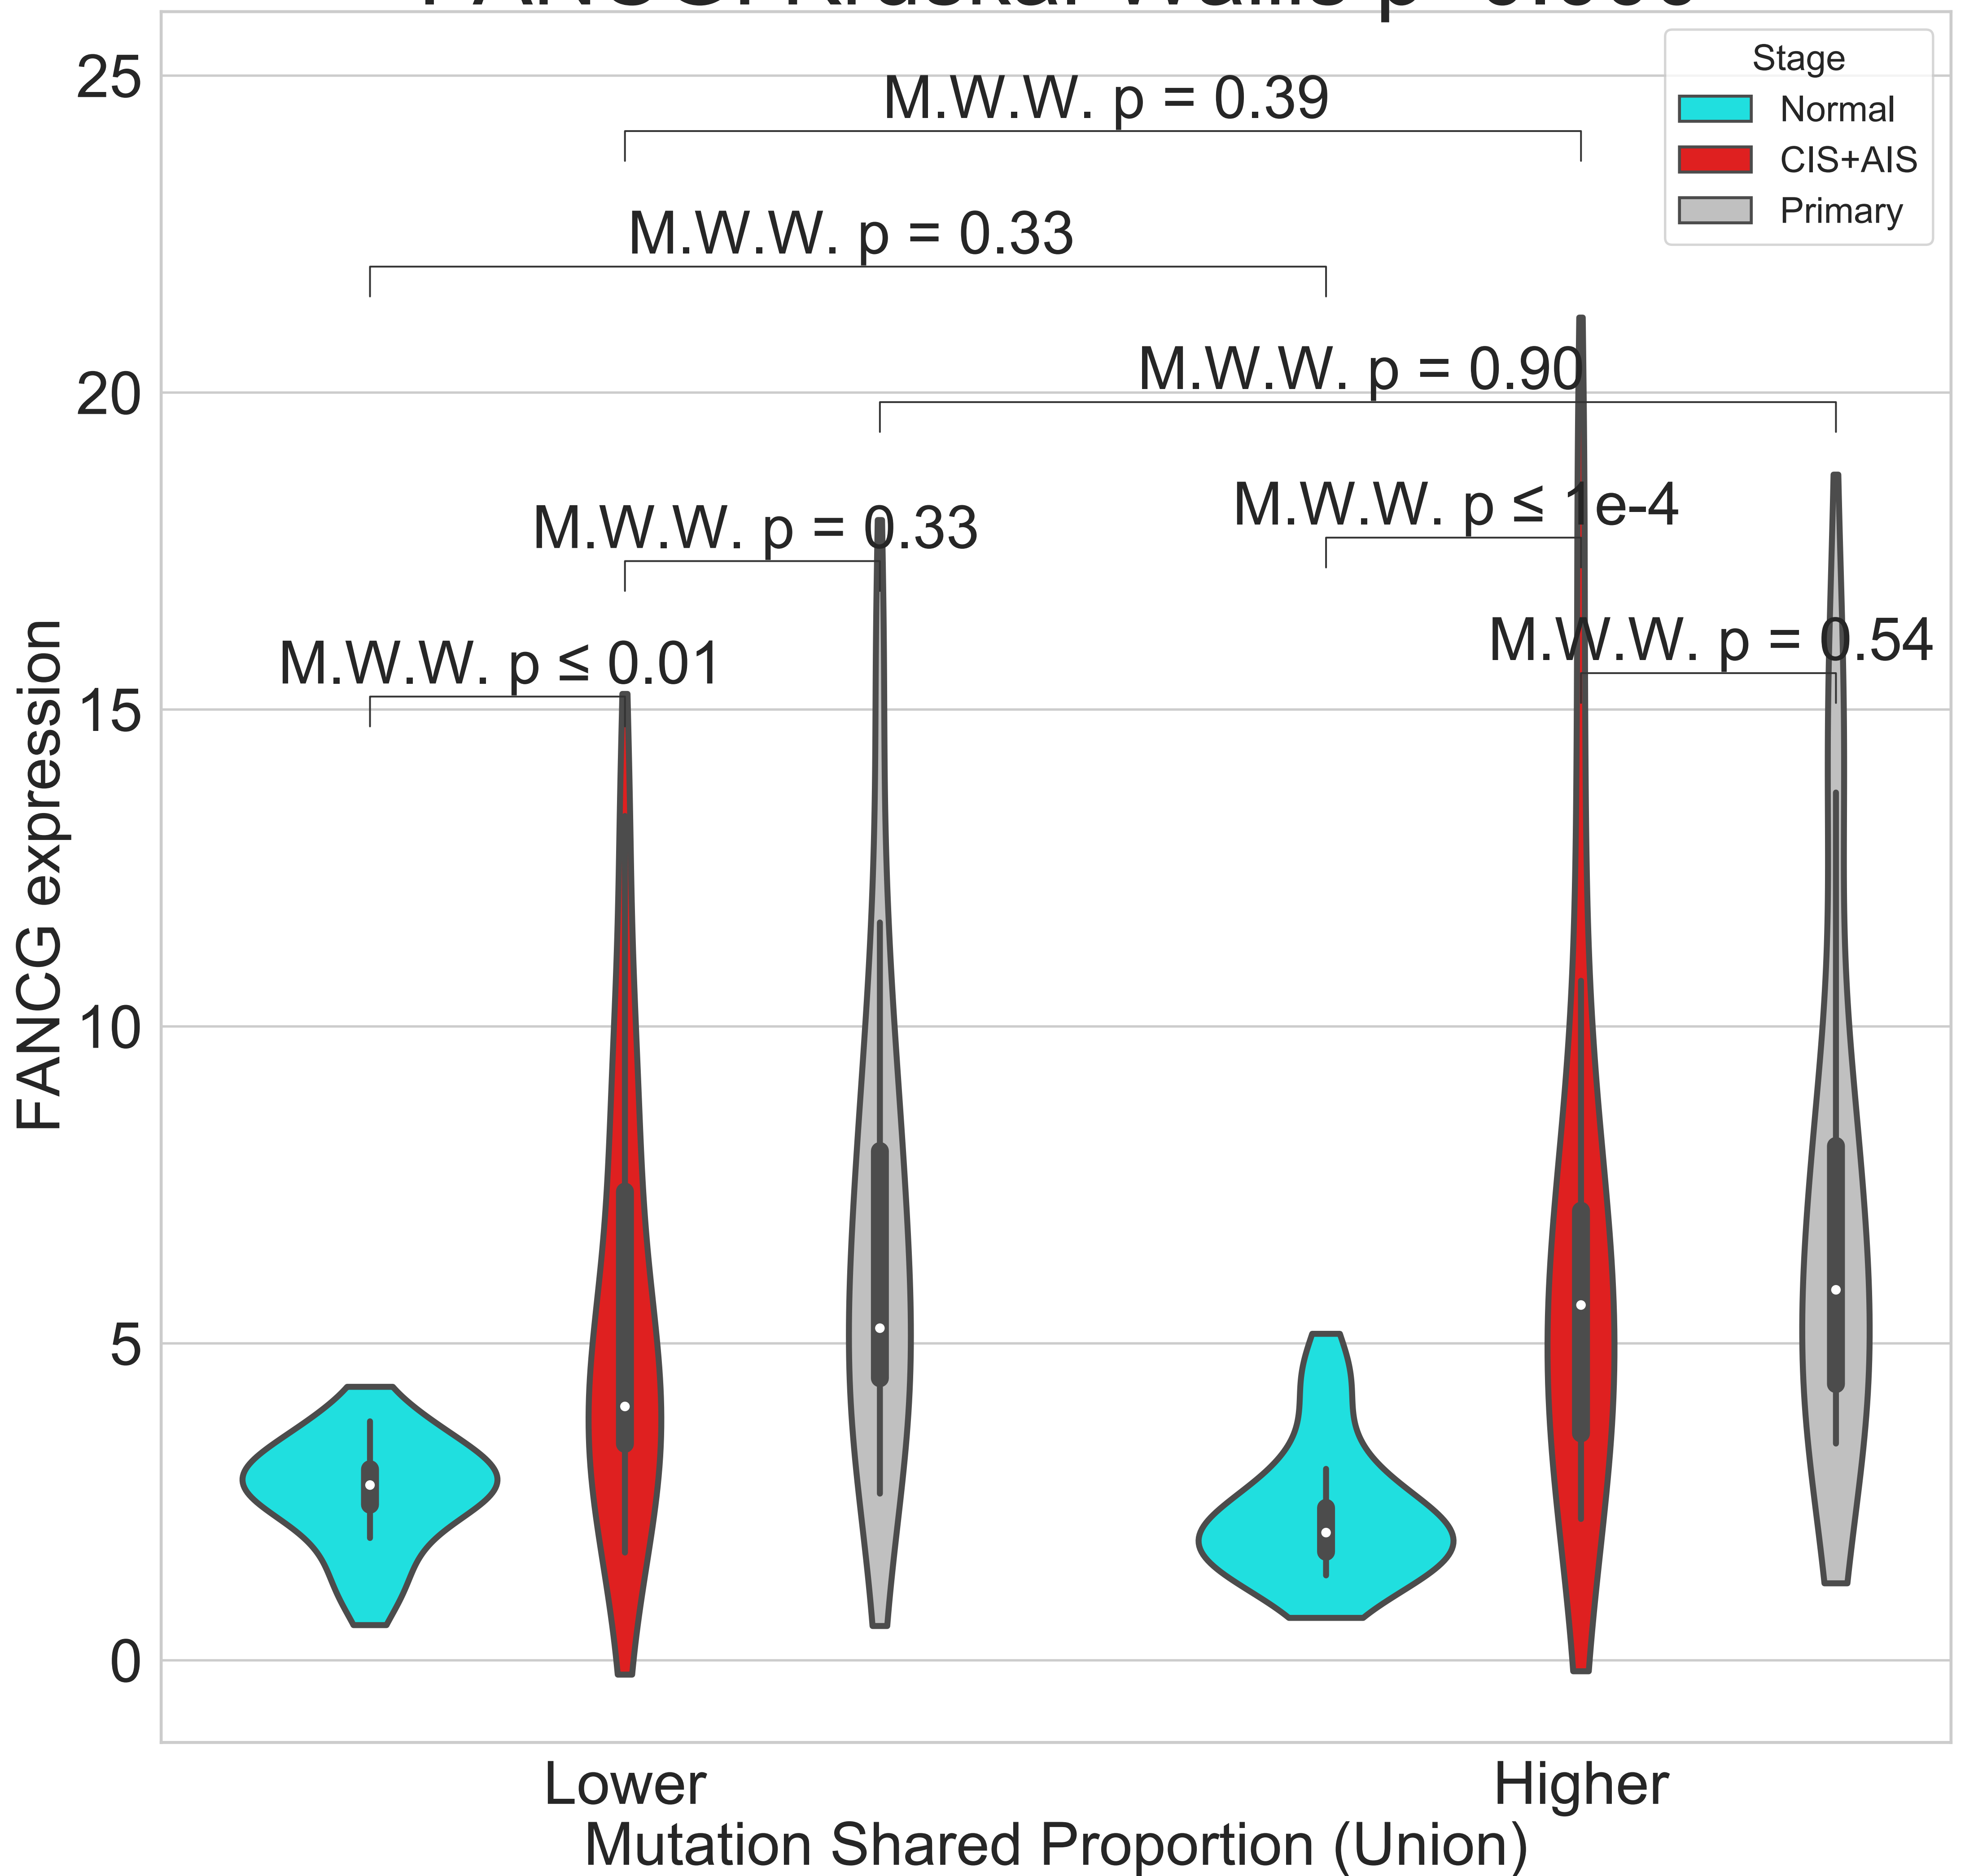 25
20
15
10
5
0
FANCG expression
M.W.W. p = 0.39
M.W.W. p = 0.33
M.W.W. p = 0.90
M.W.W. p ≤ 1e-4
M.W.W. p = 0.33
M.W.W. p = 0.54
M.W.W. p ≤ 0.01
Stage
Normal
CIS+AIS
Primary
Lower
Higher
Mutation Shared Proportion (Union)